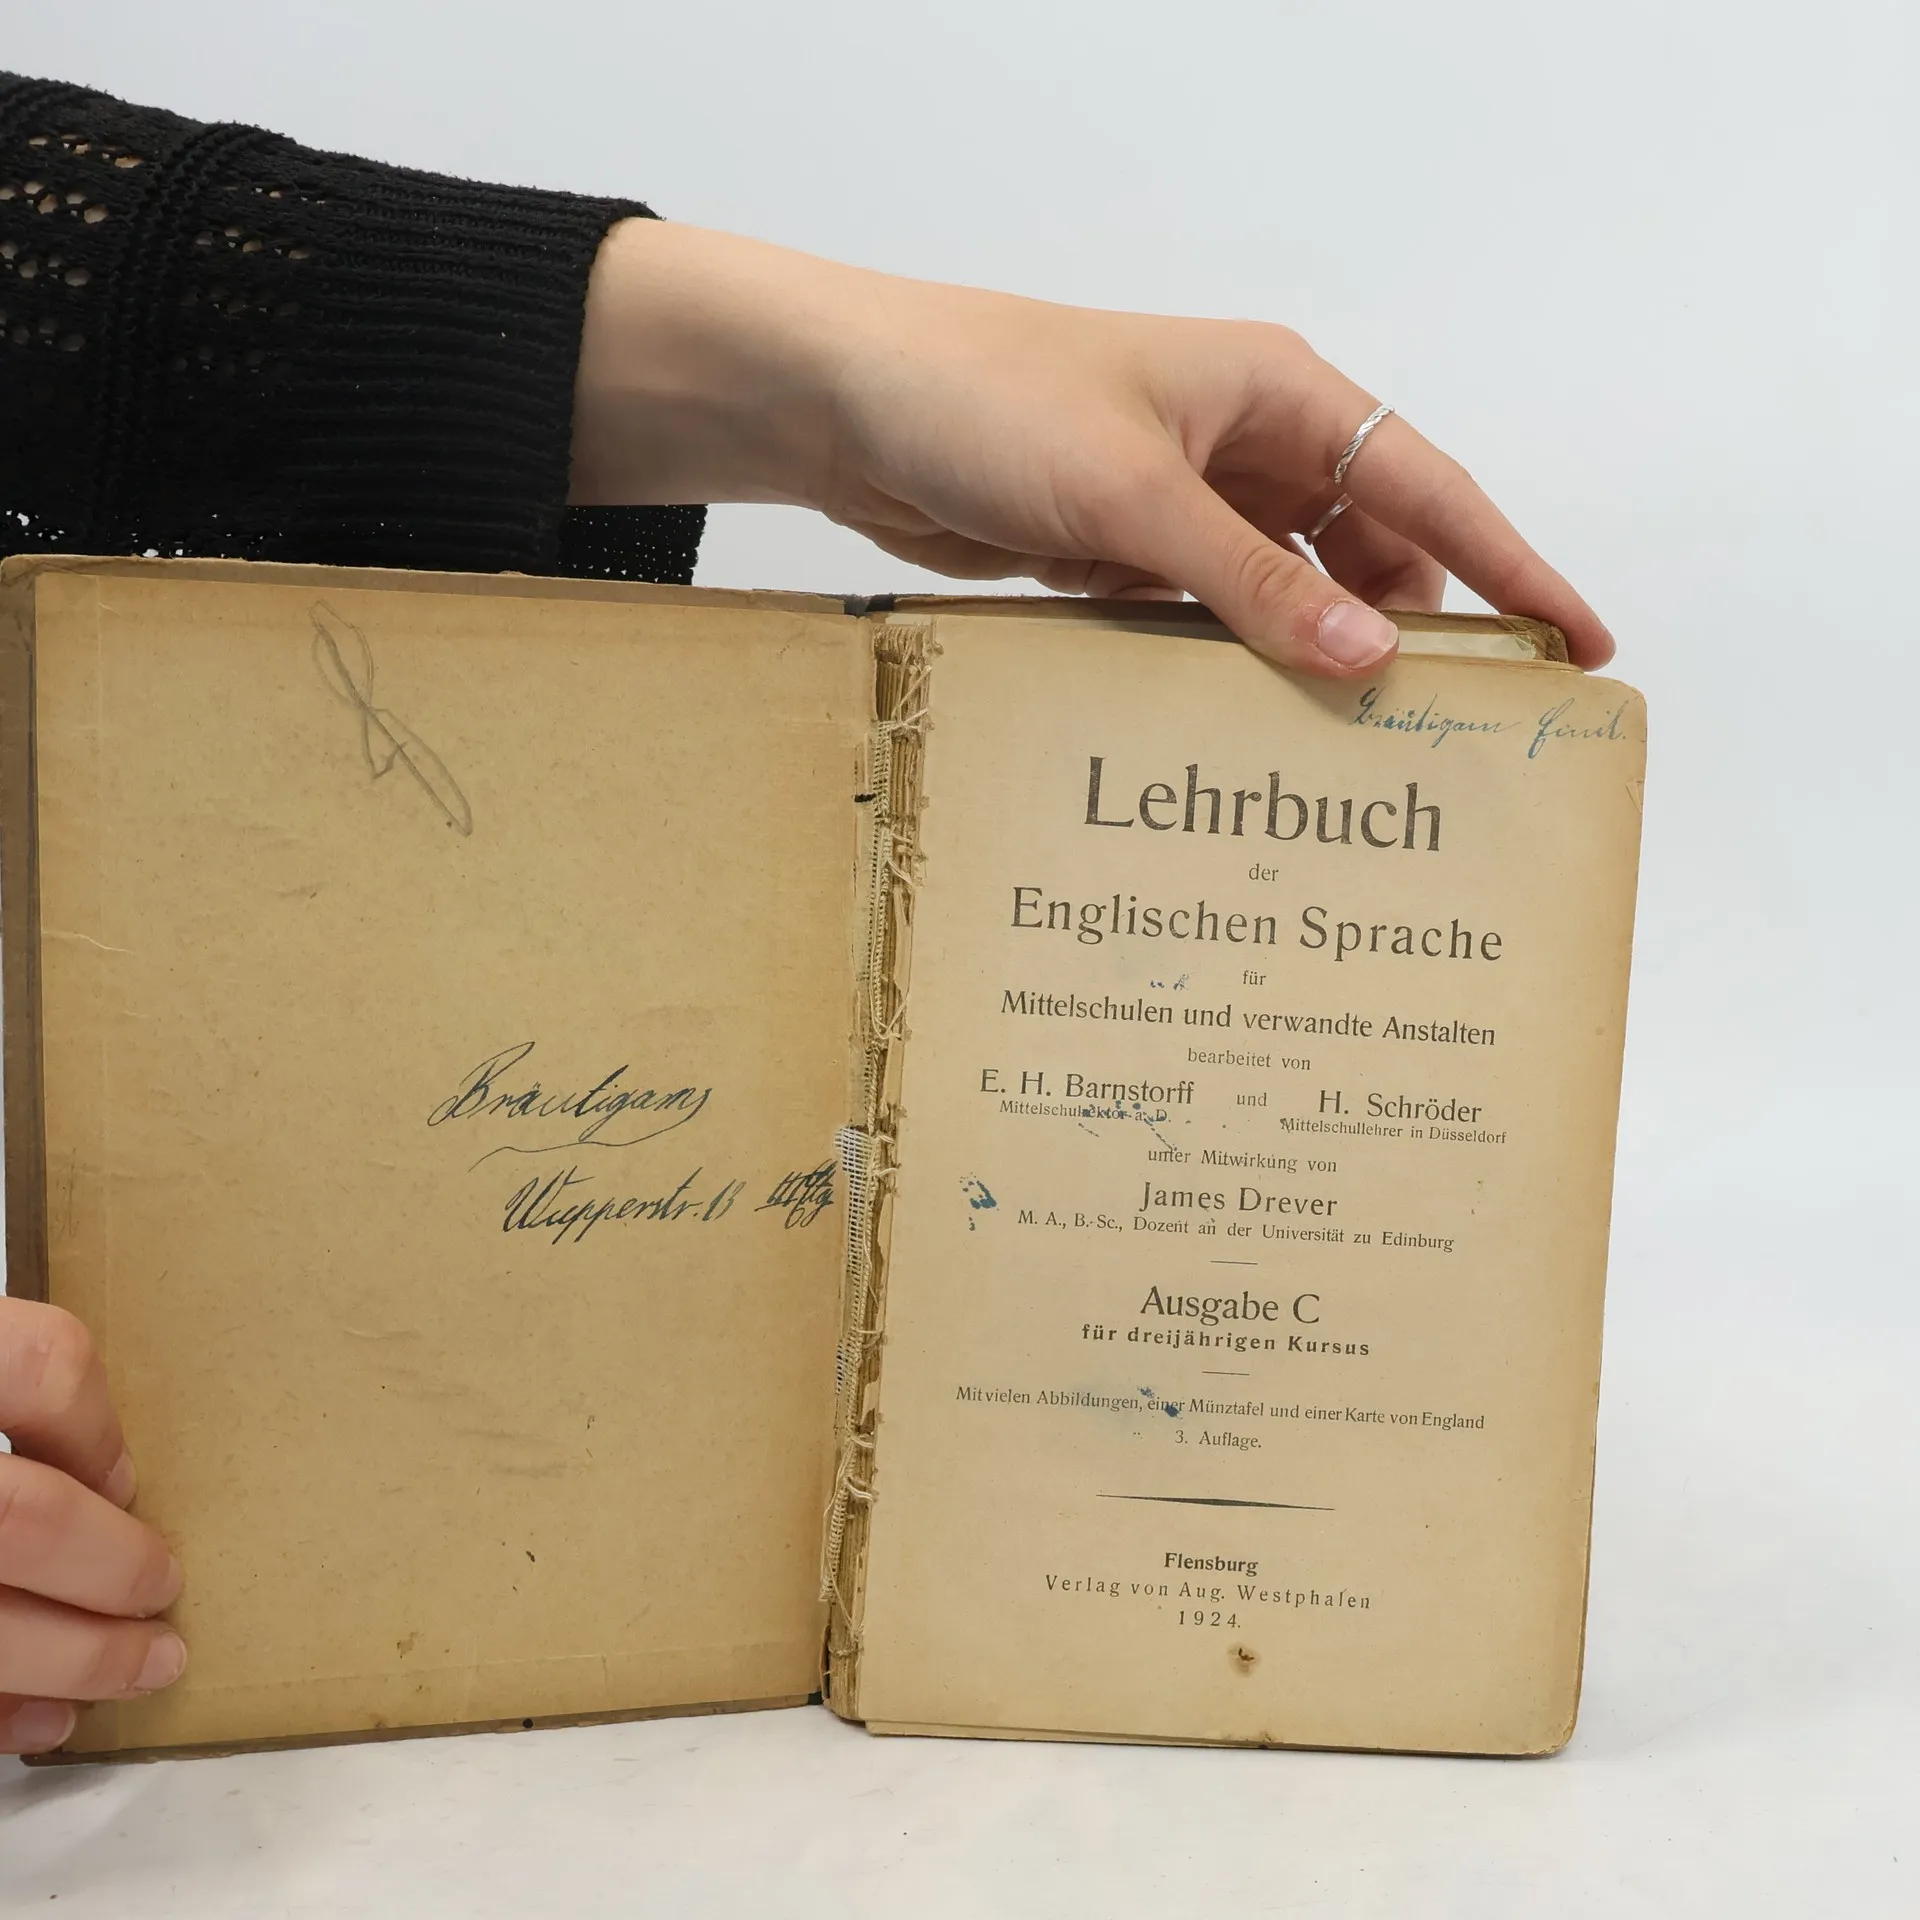 Bräutigam
Wupperstr. 13
Bräutigam Emil.
Lehrbuch
der
Englischen Sprache
für
Mittelschulen und verwandte Anstalten
bearbeitet von
E. H. Barnstorff und H. Schröder
Mittelschulrektor a. D. Mittelschullehrer in Düsseldorf
unter Mitwirkung von
James Drever
M. A., B. Sc., Dozent an der Universität zu Edinburg
Ausgabe C
für dreijährigen Kursus
Mit vielen Abbildungen, einer Münztafel und einer Karte von England
3. Auflage.
Flensburg
Verlag von Aug. Westphalen
1924.